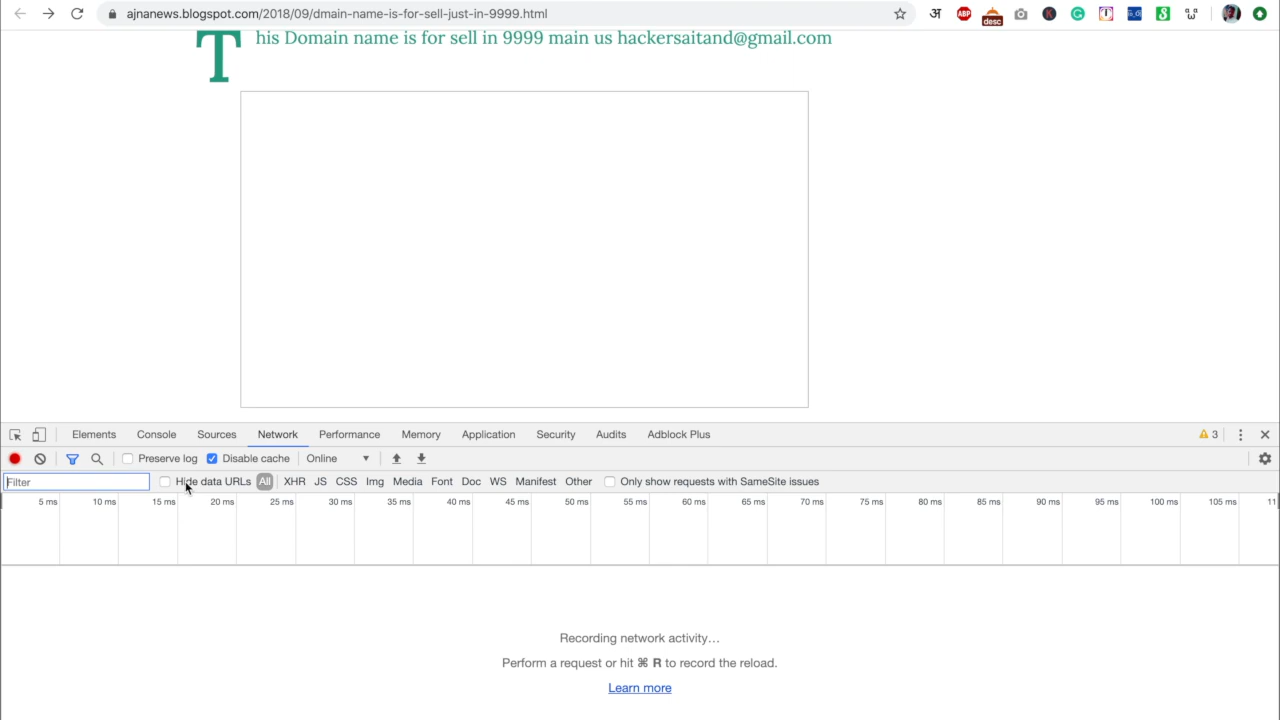 ajnanews.blogspot.com/2018/09/dmain-name-is-for-sell-just-in-9999.html
अ ABP desc K
This Domain name is for sell in 9999 main us hackersaitand@gmail.com
Elements Console Sources Network Performance Memory Application Security Audits Adblock Plus 3
Preserve log Disable cache Online
Filter Hide data URLs All XHR JS CSS Img Media Font Doc WS Manifest Other Only show requests with SameSite issues
5 ms 10 ms 15 ms 20 ms 25 ms 30 ms 35 ms 40 ms 45 ms 50 ms 55 ms 60 ms 65 ms 70 ms 75 ms 80 ms 85 ms 90 ms 95 ms 100 ms 105 ms 11
Recording network activity…
Perform a request or hit ⌘ R to record the reload.
Learn more